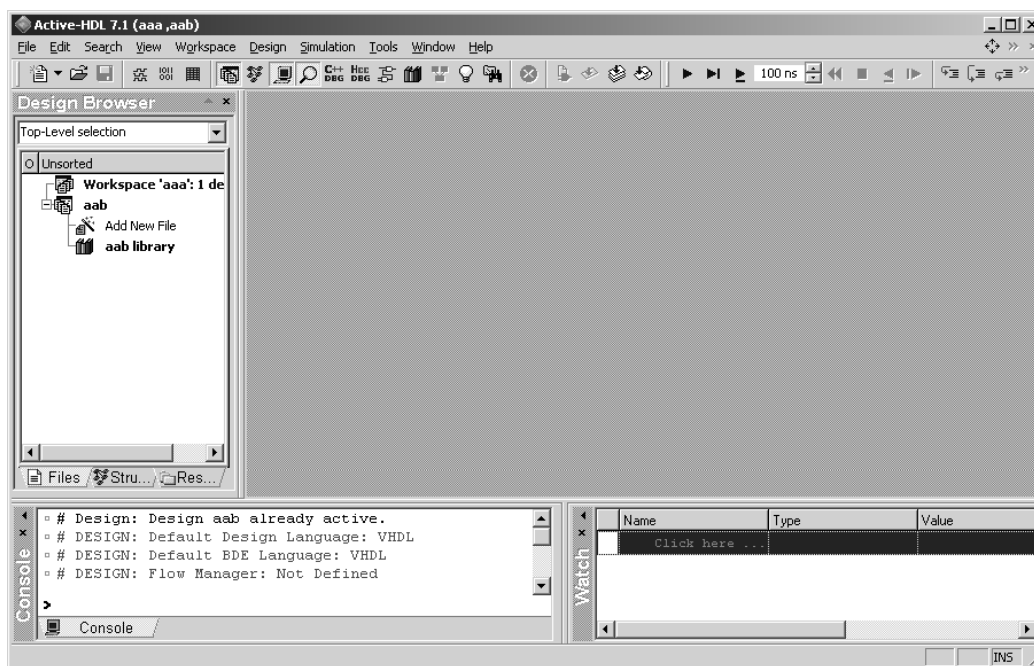 Active-HDL 7.1 (aaa ,aab)
File Edit Search View Workspace Design Simulation Tools Window Help
C++ DBG HEE DBG 100 ns
Design Browser
Top-Level selection
Unsorted
Workspace 'aaa': 1 de
aab
Add New File
aab library
Files Stru... Res...
Console
# Design: Design aab already active.
# DESIGN: Default Design Language: VHDL
# DESIGN: Default BDE Language: VHDL
# DESIGN: Flow Manager: Not Defined
>
Console
Watch
Name Type Value
Click here ...
INS